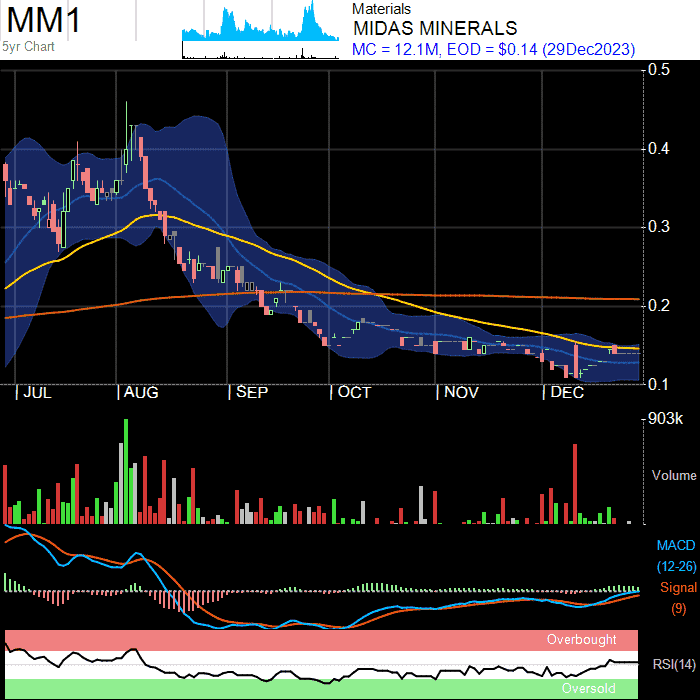 MM1
5yr Chart
Materials
MIDAS MINERALS
MC = 12.1M, EOD = $0.14 (29Dec2023)
0.5
0.4
0.3
0.2
0.1
JUL AUG SEP OCT NOV DEC
903k
Volume
MACD
(12-26)
Signal
(9)
Overbought
RSI(14)
Oversold